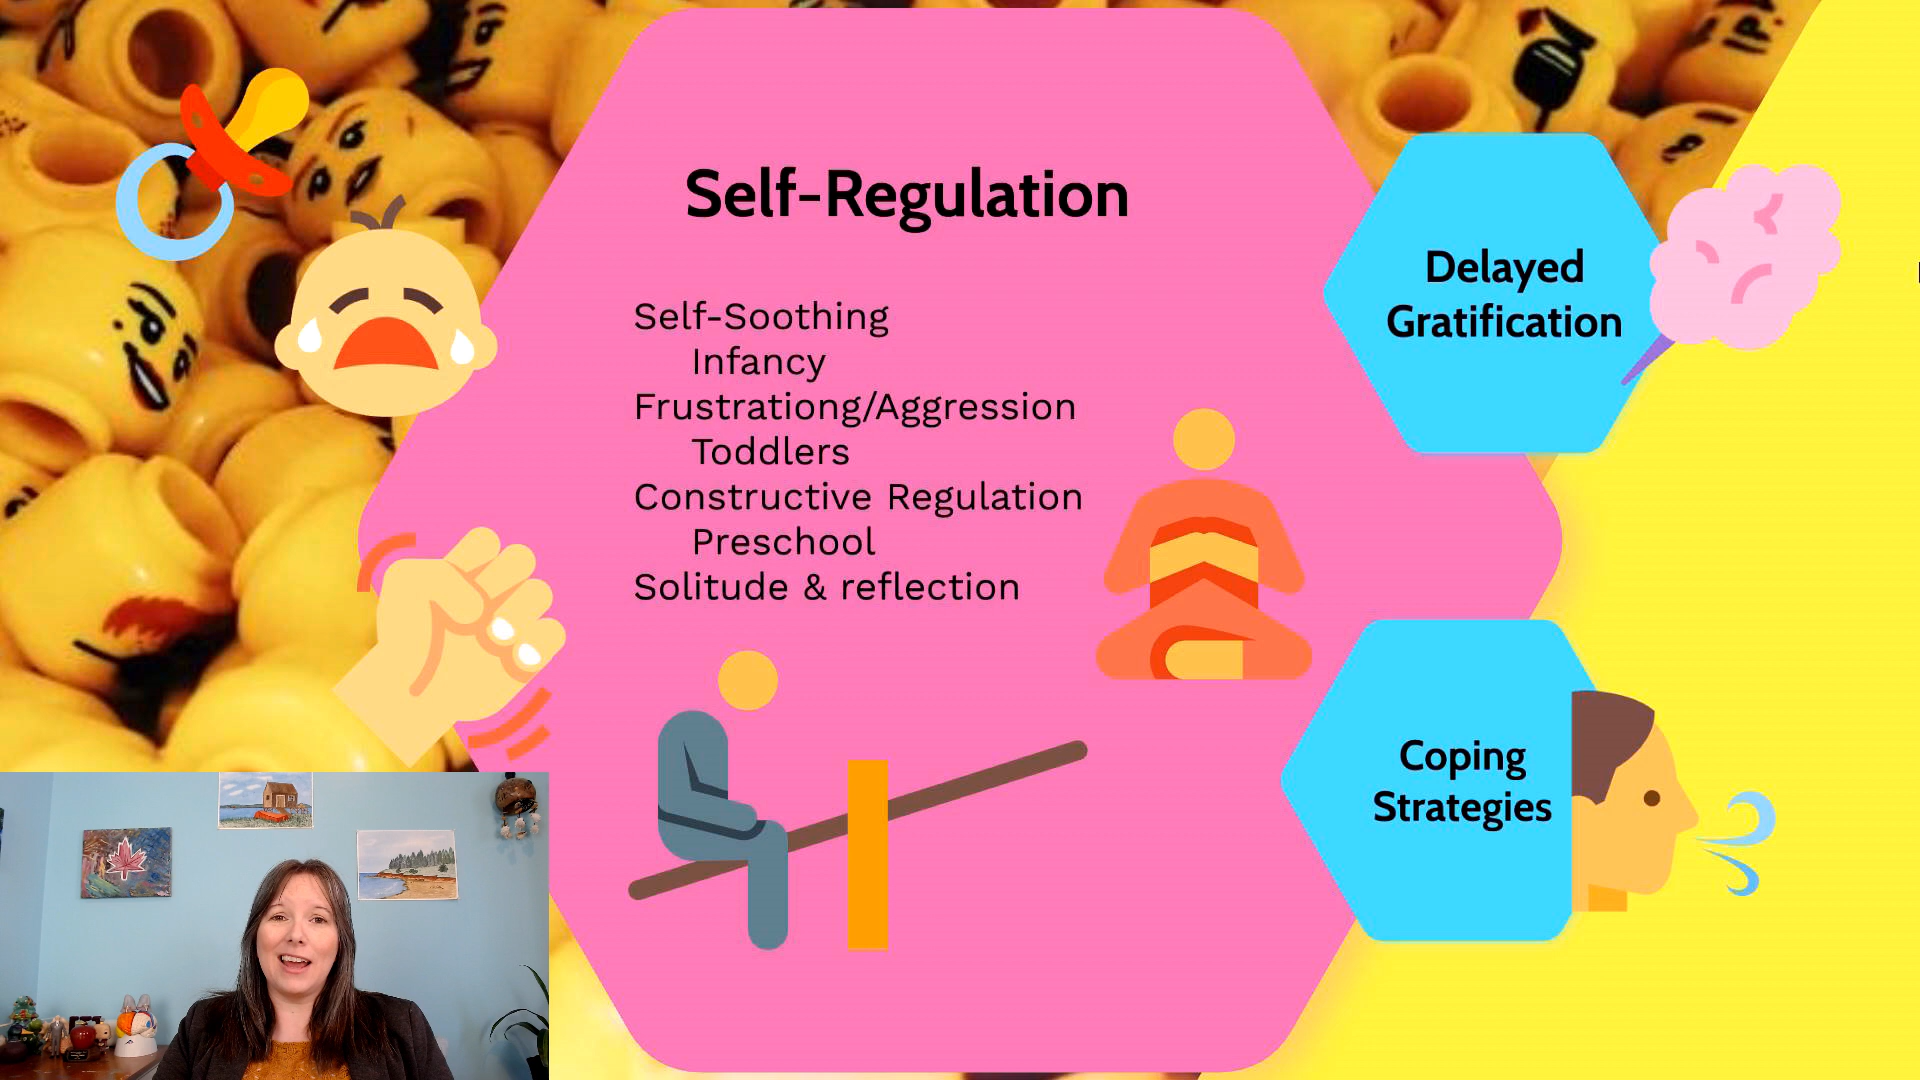 Self-Regulation
Self-Soothing
Infancy
Frustrationg/Aggression
Toddlers
Constructive Regulation
Preschool
Solitude & reflection
Delayed
Gratification
Coping
Strategies